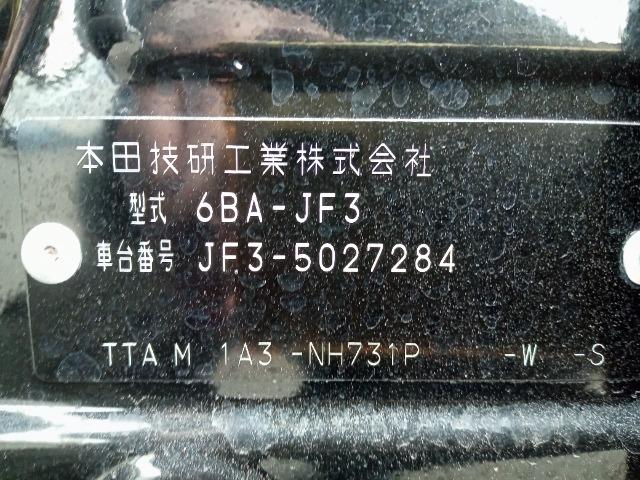 本田技研工業株式会社
型式 6BA-JF3
車台番号 JF3-5027284
TTA M 1A3 -NH731P -W -S